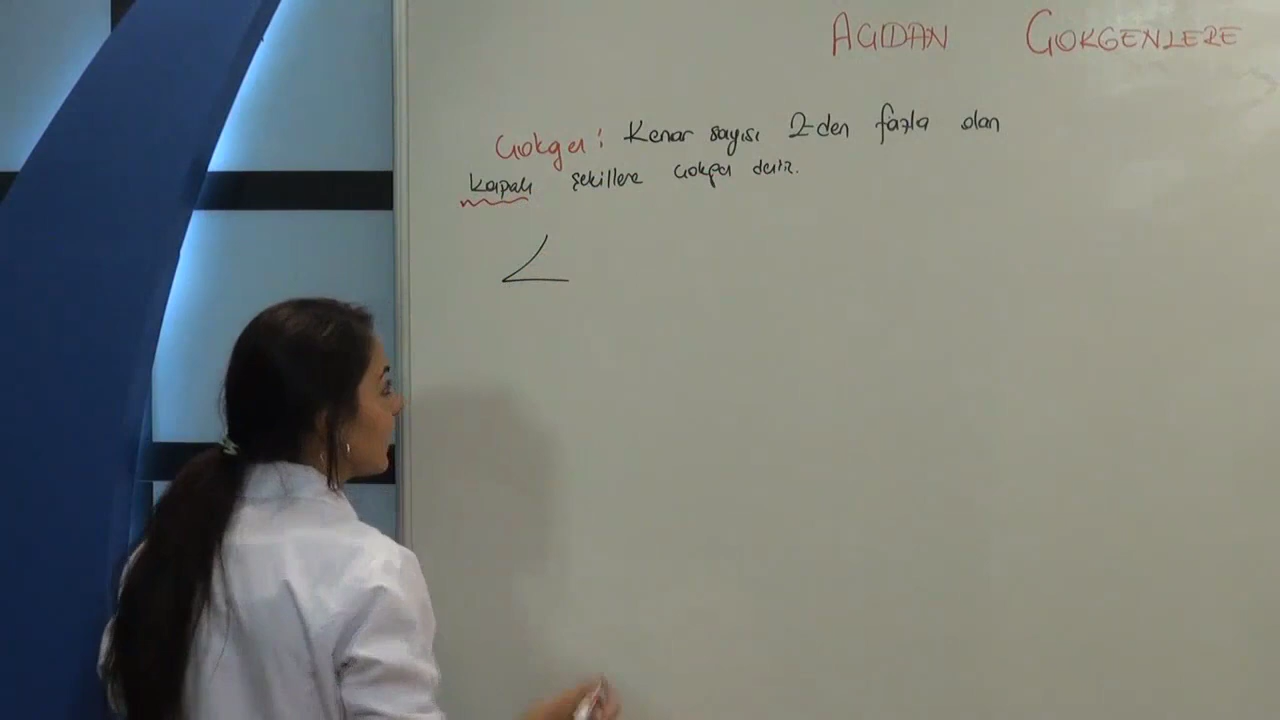 AÇIDAN ÇOKGENLERE
Çokgen : Kenar sayısı 2-den fazla olan
kapalı şekillere çokgen denir.